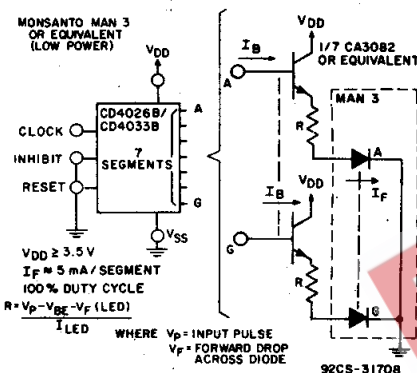 MONSANTO MAN 3
OR EQUIVALENT
(LOW POWER)
VDD
CD4026B/
CD4033B
7
SEGMENTS
A
G
CLOCK
INHIBIT
RESET
VSS
VDD ≥ 3.5 V
IF ≈ 5 mA/SEGMENT
100 % DUTY CYCLE
R = VP-VBE-VF (LED)
ILED
WHERE VP = INPUT PULSE
VF = FORWARD DROP
ACROSS DIODE
VDD
IB
A
1/7 CA3082
OR EQUIVALENT
MAN 3
R
A
IF
IB
VDD
G
R
G
92CS-31708